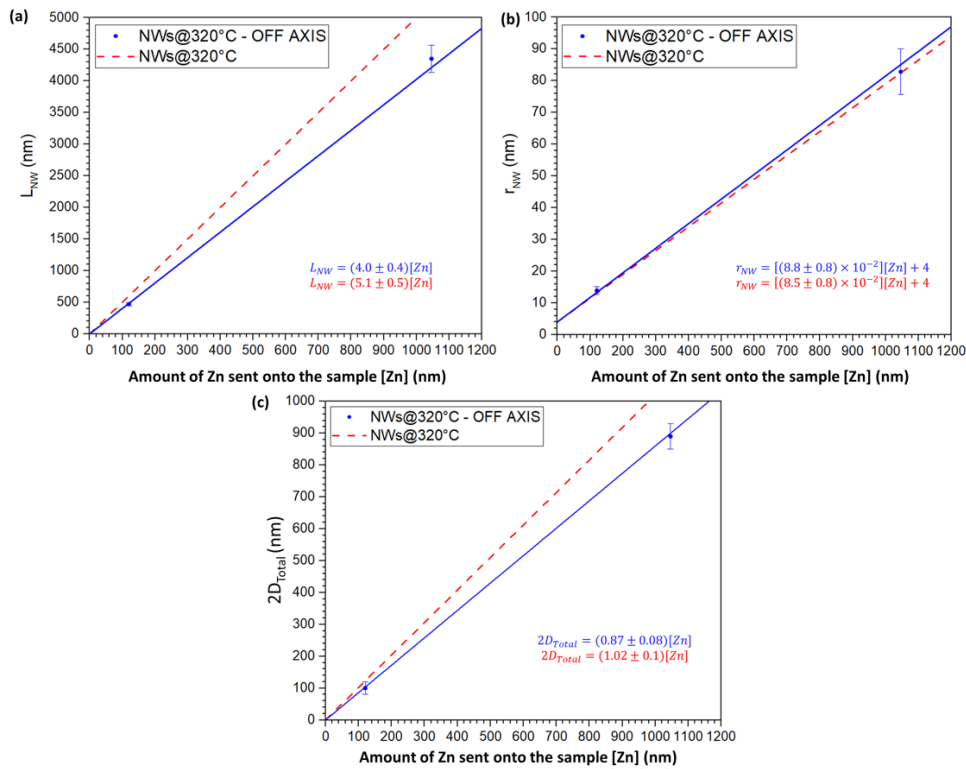 (a)
5000
4500
4000
3500
3000
2500
2000
1500
1000
500
0
L_NW (nm)
NWs@320°C - OFF AXIS
NWs@320°C
L_NW = (4.0 ± 0.4)[Zn]
L_NW = (5.1 ± 0.5)[Zn]
0 100 200 300 400 500 600 700 800 900 1000 1100 1200
Amount of Zn sent onto the sample [Zn] (nm)
(b)
100
80
60
40
20
0
r_NW (nm)
NWs@320°C - OFF AXIS
NWs@320°C
r_NW = [(8.8 ± 0.8) × 10⁻²][Zn] + 4
r_NW = [(8.5 ± 0.8) × 10⁻²][Zn] + 4
0 100 200 300 400 500 600 700 800 900 1000 1100 1200
Amount of Zn sent onto the sample [Zn] (nm)
(c)
1000
900
800
700
600
500
400
300
200
100
0
2D_Total (nm)
NWs@320°C - OFF AXIS
NWs@320°C
2D_Total = (0.87 ± 0.08)[Zn]
2D_Total = (1.02 ± 0.1)[Zn]
0 100 200 300 400 500 600 700 800 900 1000 1100 1200
Amount of Zn sent onto the sample [Zn] (nm)